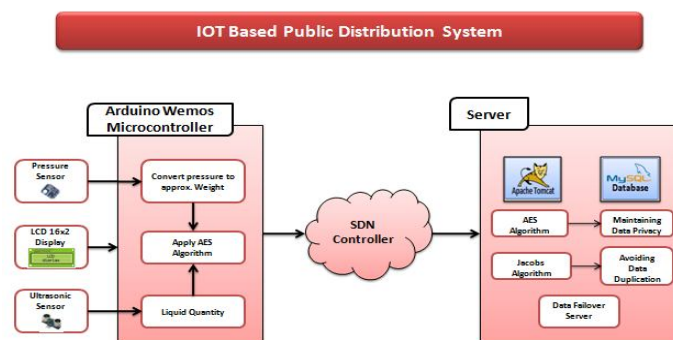 IOT Based Public Distribution System
Arduino Wemos
Microcontroller
Pressure
Sensor
LCD 16x2
Display
Ultrasonic
Sensor
Convert pressure to
approx. Weight
Apply AES
Algorithm
Liquid Quantity
SDN
Controller
Server
Apache Tomcat
MySQL
Database
AES
Algorithm
Maintaining
Data Privacy
Jacobs
Algorithm
Avoiding
Data
Duplication
Data Failover
Server